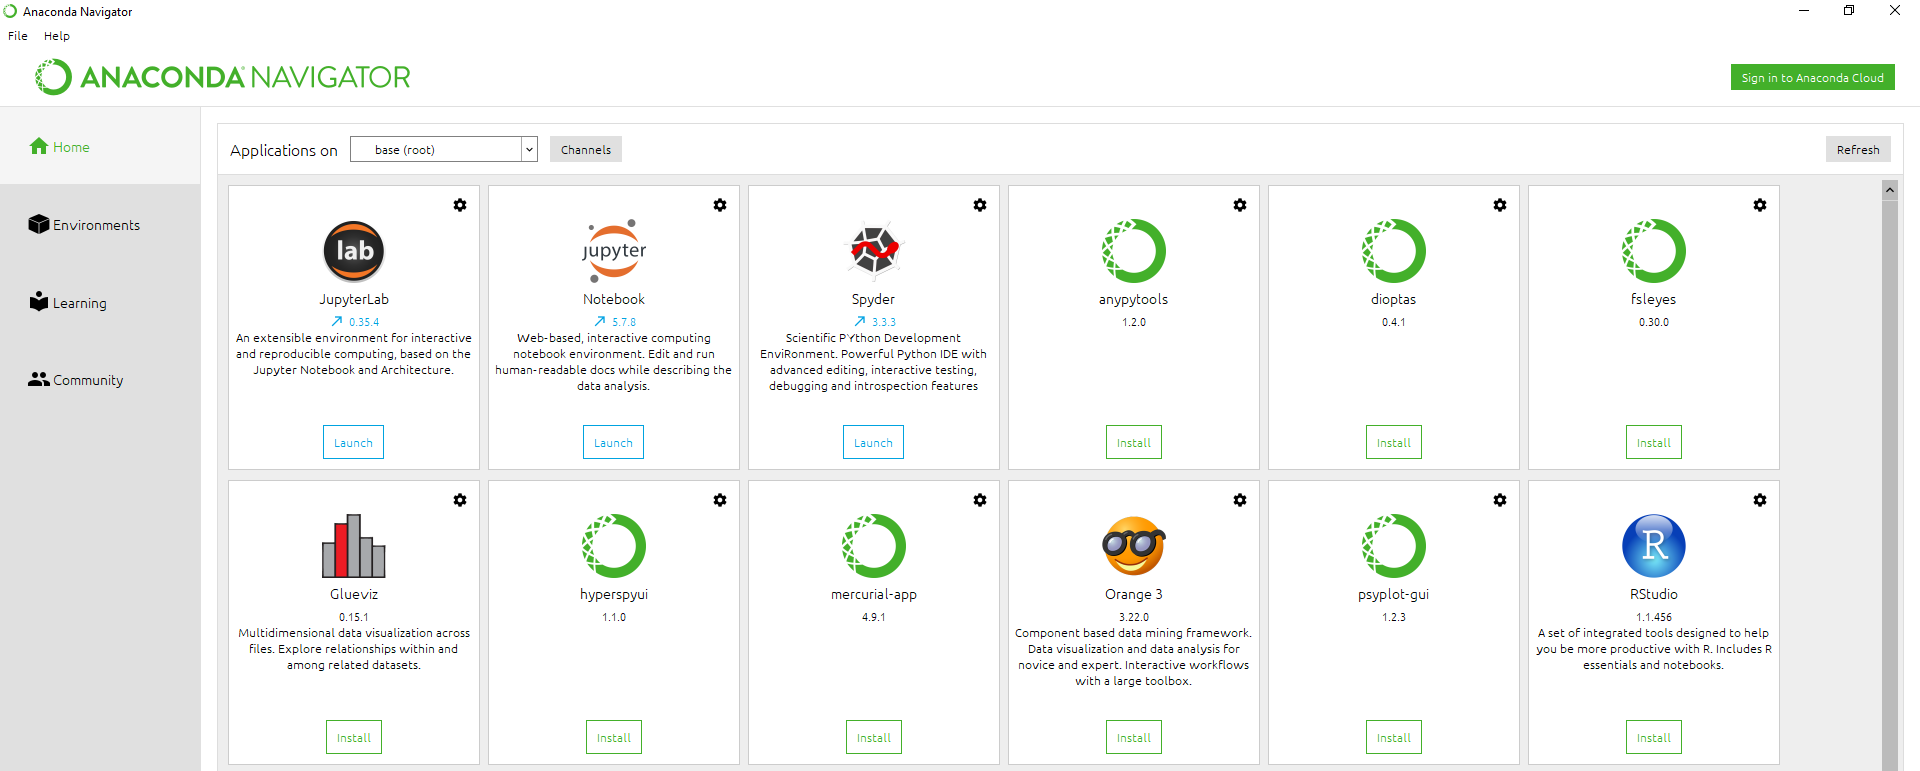 Anaconda Navigator
File Help
ANACONDA NAVIGATOR
Sign in to Anaconda Cloud
Home
Environments
Learning
Community
Applications on base (root) Channels
Refresh
lab
JupyterLab
0.35.4
An extensible environment for interactive
and reproducible computing, based on the
Jupyter Notebook and Architecture.
Launch
jupyter
Notebook
5.7.8
Web-based, interactive computing
notebook environment. Edit and run
human-readable docs while describing the
data analysis.
Launch
Spyder
3.3.3
Scientific PYthon Development
EnviRonment. Powerful Python IDE with
advanced editing, interactive testing,
debugging and introspection features
Launch
anypytools
1.2.0
Install
dioptas
0.4.1
Install
fsleyes
0.30.0
Install
Glueviz
0.15.1
Multidimensional data visualization across
files. Explore relationships within and
among related datasets.
Install
hyperspyui
1.1.0
Install
mercurial-app
4.9.1
Install
Orange 3
3.22.0
Component based data mining framework.
Data visualization and data analysis for
novice and expert. Interactive workflows
with a large toolbox.
Install
psyplot-gui
1.2.3
Install
R
RStudio
1.1.456
A set of integrated tools designed to help
you be more productive with R. Includes R
essentials and notebooks.
Install